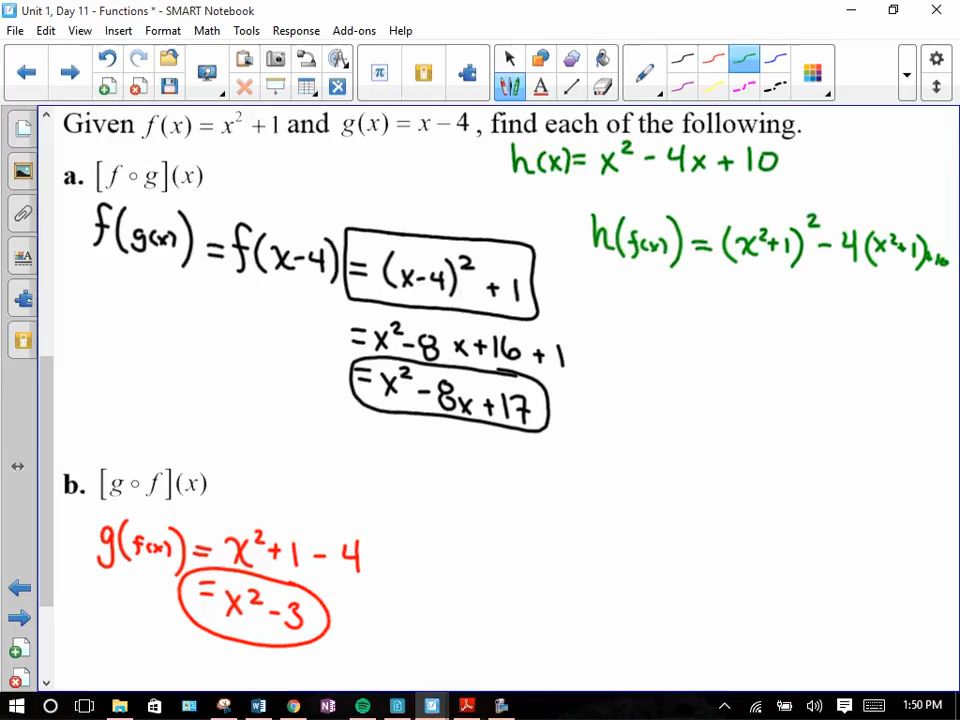 Unit 1, Day 11 - Functions * - SMART Notebook
File Edit View Insert Format Math Tools Response Add-ons Help
Given f(x) = x² + 1 and g(x) = x − 4 , find each of the following.
h(x) = x² - 4x + 10
a. [f ∘ g](x)
f(g(x)) = f(x-4) = (x-4)² + 1
h(f(x)) = (x²+1)² - 4(x²+1)+10
= x² - 8x + 16 + 1
= x² - 8x + 17
b. [g ∘ f](x)
g(f(x)) = x² + 1 - 4
= x² - 3
1:50 PM